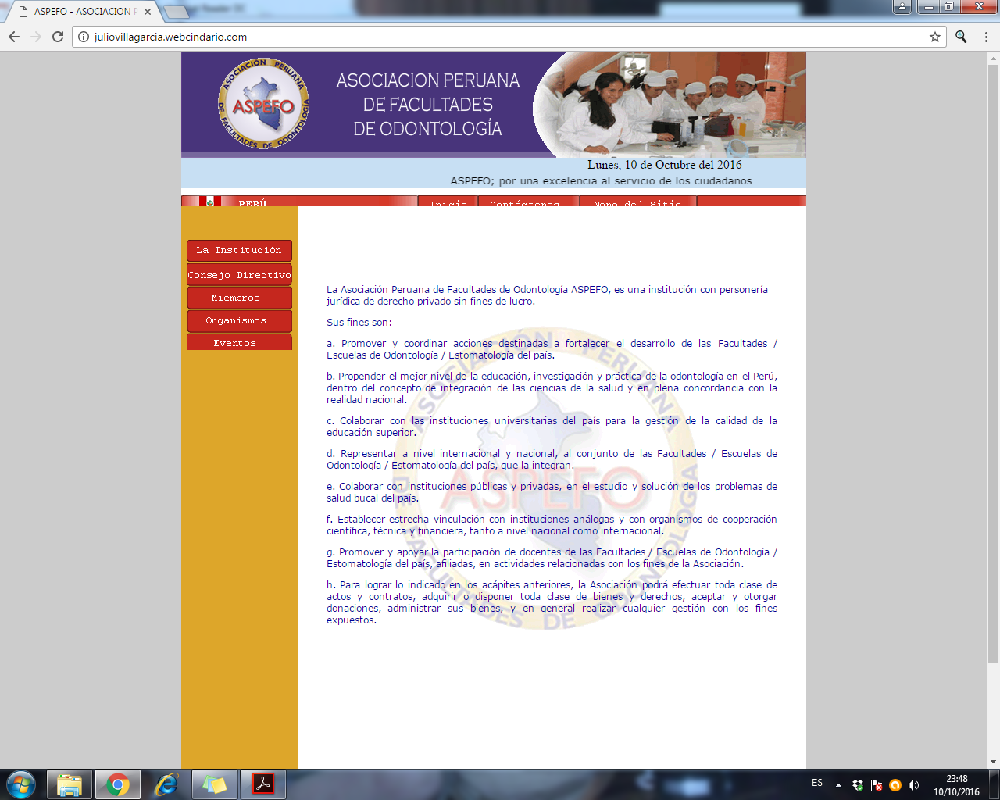 ASPEFO - ASOCIACION P
juliovillagarcia.webcindario.com
ASOCIACION PERUANA
DE FACULTADES DE ODONTOLOGIA
ASPEFO
ASOCIACION PERUANA
DE FACULTADES
DE ODONTOLOGÍA
Lunes, 10 de Octubre del 2016
ASPEFO; por una excelencia al servicio de los ciudadanos
PERÚ
Inicio
Contáctenos
Mapa del Sitio
La Institución
Consejo Directivo
Miembros
Organismos
Eventos
La Asociación Peruana de Facultades de Odontología ASPEFO, es una institución con personería
jurídica de derecho privado sin fines de lucro.
Sus fines son:
a. Promover y coordinar acciones destinadas a fortalecer el desarrollo de las Facultades /
Escuelas de Odontología / Estomatología del país.
b. Propender el mejor nivel de la educación, investigación y práctica de la odontología en el Perú,
dentro del concepto de integración de las ciencias de la salud y en plena concordancia con la
realidad nacional.
c. Colaborar con las instituciones universitarias del país para la gestión de la calidad de la
educación superior.
d. Representar a nivel internacional y nacional, al conjunto de las Facultades / Escuelas de
Odontología / Estomatología del país, que la integran.
e. Colaborar con instituciones públicas y privadas, en el estudio y solución de los problemas de
salud bucal del país.
f. Establecer estrecha vinculación con instituciones análogas y con organismos de cooperación
científica, técnica y financiera, tanto a nivel nacional como internacional.
g. Promover y apoyar la participación de docentes de las Facultades / Escuelas de Odontología /
Estomatología del país, afiliadas, en actividades relacionadas con los fines de la Asociación.
h. Para lograr lo indicado en los acápites anteriores, la Asociación podrá efectuar toda clase de
actos y contratos, adquirir o disponer toda clase de bienes y derechos, aceptar y otorgar
donaciones, administrar sus bienes, y en general realizar cualquier gestión con los fines
expuestos.
ASOCIACIÓN PERUANA
DE FACULTADES DE ODONTOLOGIA
ASPEFO
ES
23:48
10/10/2016